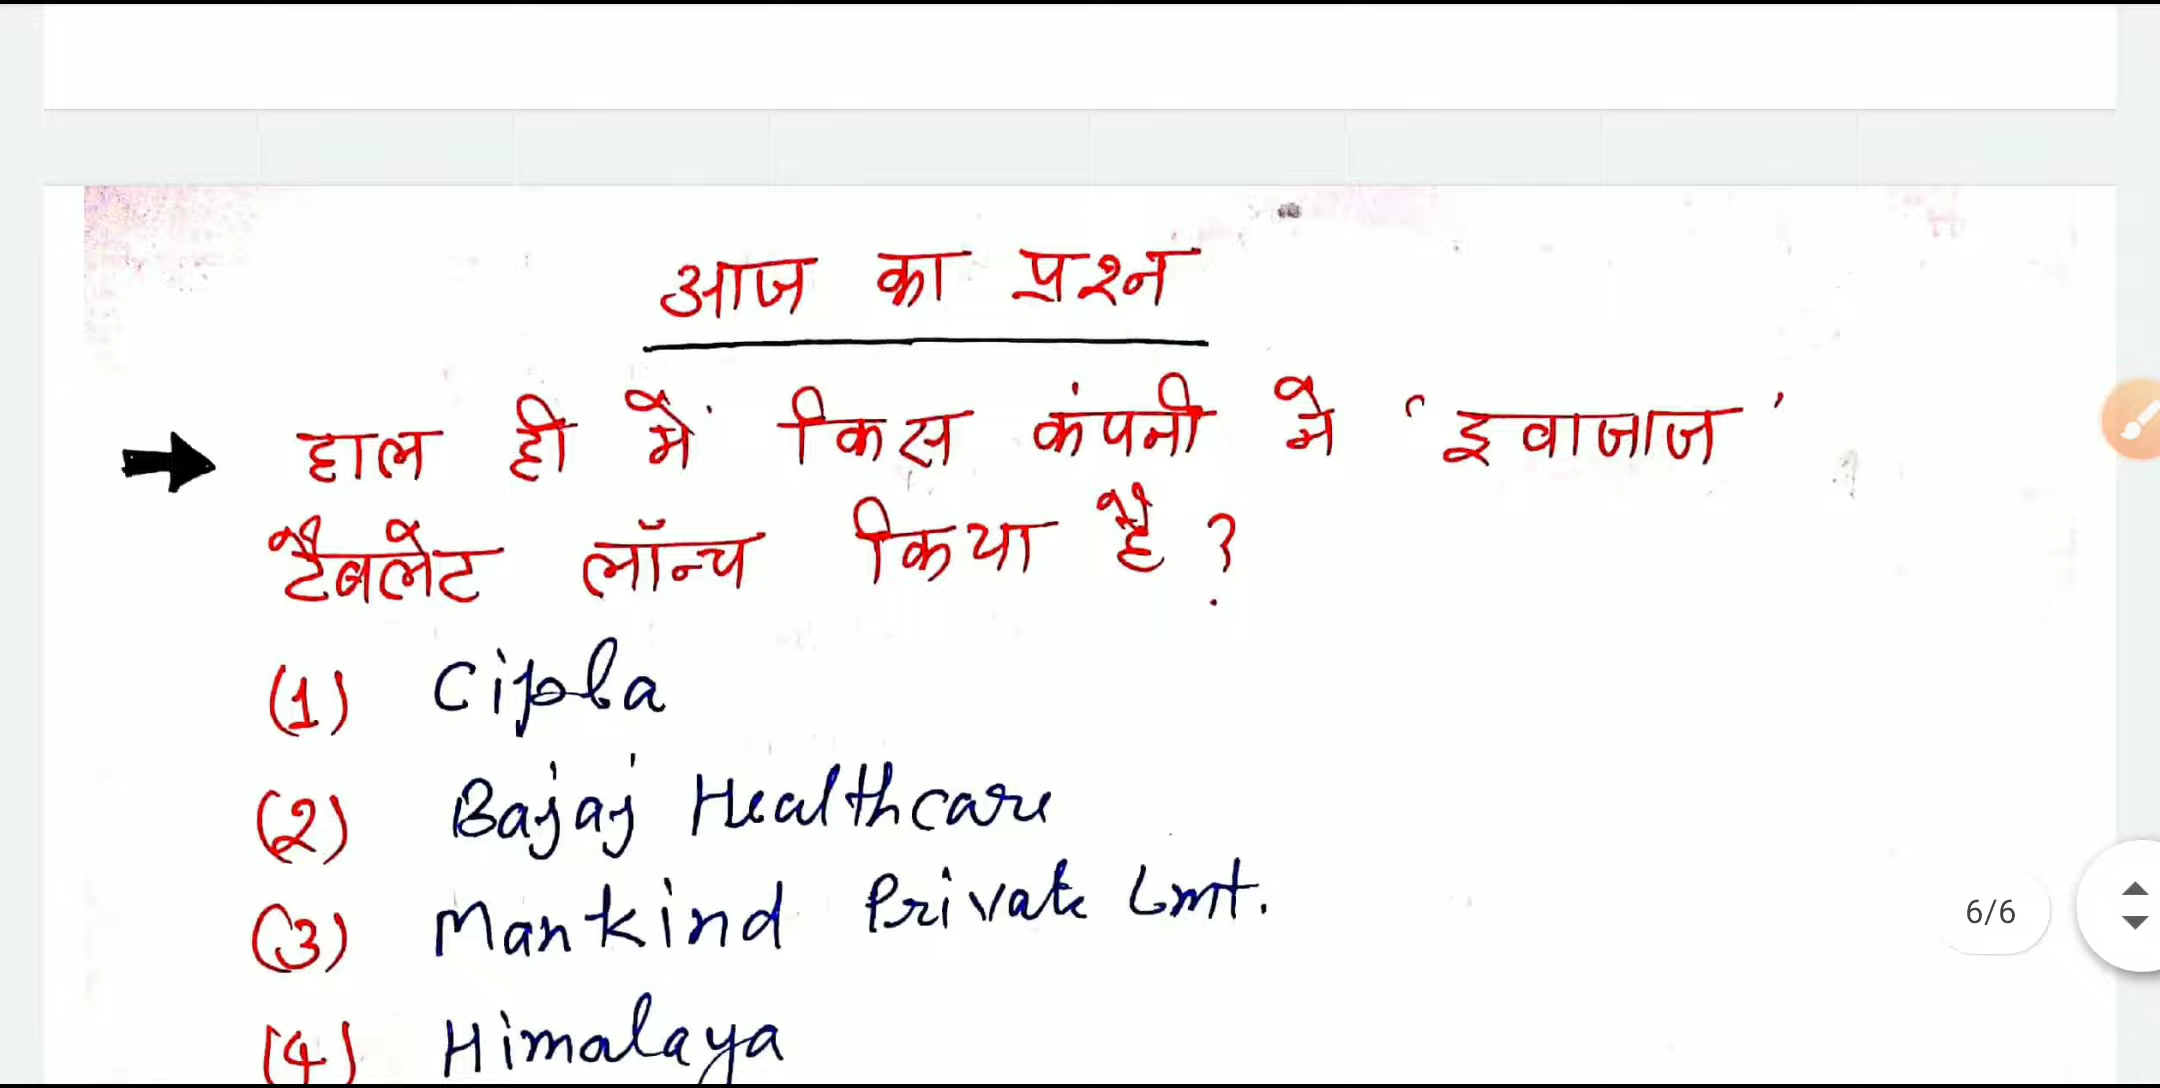 आज का प्रश्न
हाल ही में किस कंपनी ने ‘इवाजाज’
टैबलेट लॉन्च किया है ?
(1) Cipla
(2) Bajaj Healthcare
(3) Mankind Private Lmt.
(4) Himalaya
6/6